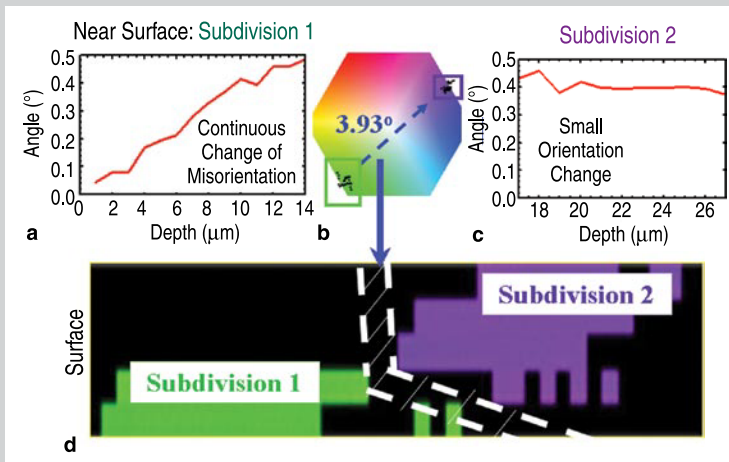 Near Surface: Subdivision 1
Subdivision 2
0.5
0.4
0.3
0.2
0.1
0.0
Angle (°)
Continuous
Change of
Misorientation
0 2 4 6 8 10 12 14
Depth (μm)
a
3.93°
b
0.5
0.4
0.3
0.2
0.1
0.0
Angle (°)
Small
Orientation
Change
18 20 22 24 26
Depth (μm)
c
Surface
Subdivision 2
Subdivision 1
d